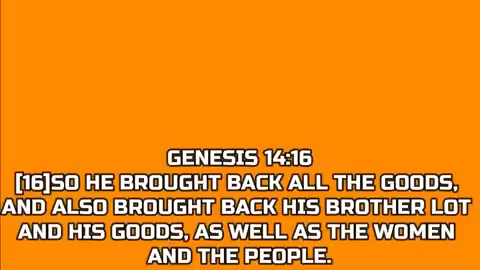 GENESIS 14:16
[16]SO HE BROUGHT BACK ALL THE GOODS,
AND ALSO BROUGHT BACK HIS BROTHER LOT
AND HIS GOODS, AS WELL AS THE WOMEN
AND THE PEOPLE.